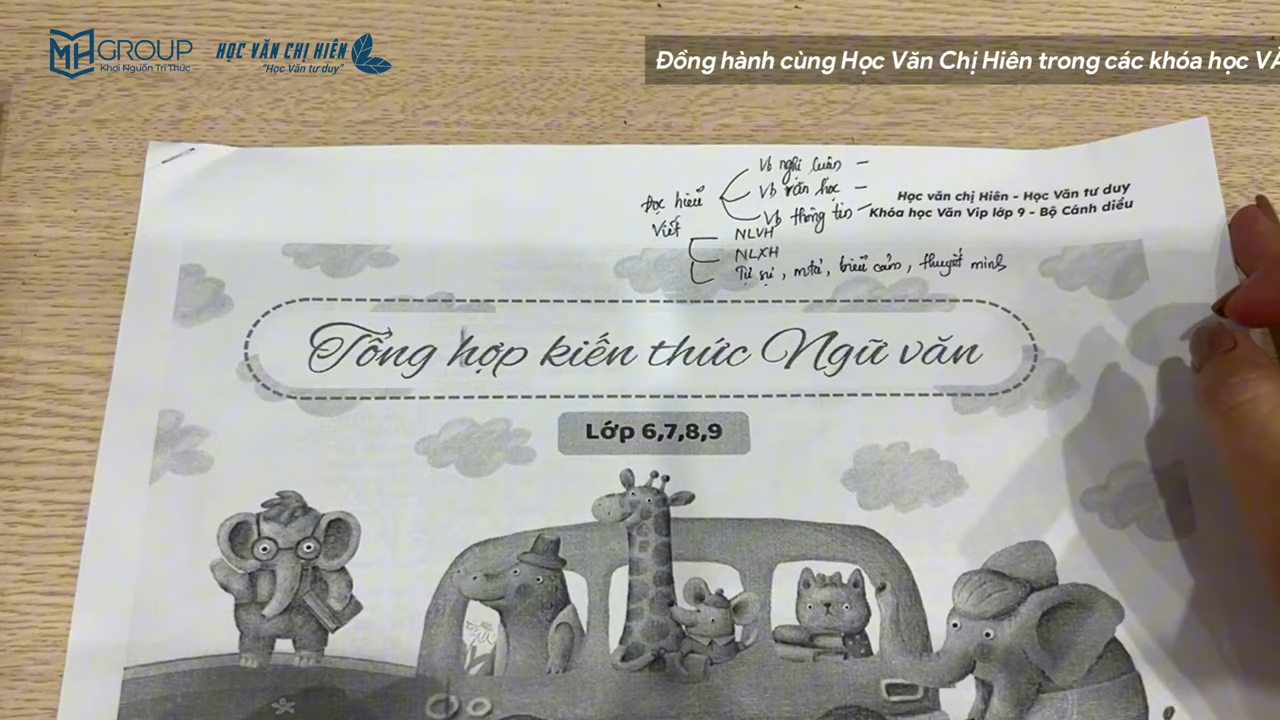 MH GROUP
Khơi Nguồn Tri Thức
HỌC VĂN CHỊ HIÊN
"Học Văn tư duy"
Đồng hành cùng Học Văn Chị Hiên trong các khóa học VĂ
Đọc hiểu
Vb nghị luận –
Vb văn học –
Vb thông tin –
Viết
NLVH
NLXH
Tự sự, m.tả, biểu cảm, thuyết minh
Học văn chị Hiên - Học Văn tư duy
Khóa học Văn Vip lớp 9 - Bộ Cánh diều
Tổng hợp kiến thức Ngữ văn
Lớp 6,7,8,9